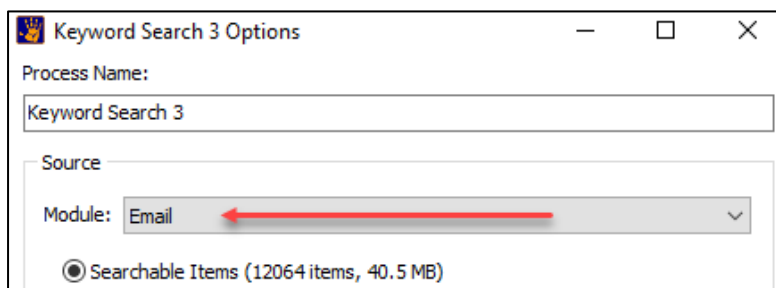 Keyword Search 3 Options
Process Name:
Keyword Search 3
Source
Module: Email
Searchable Items (12064 items, 40.5 MB)